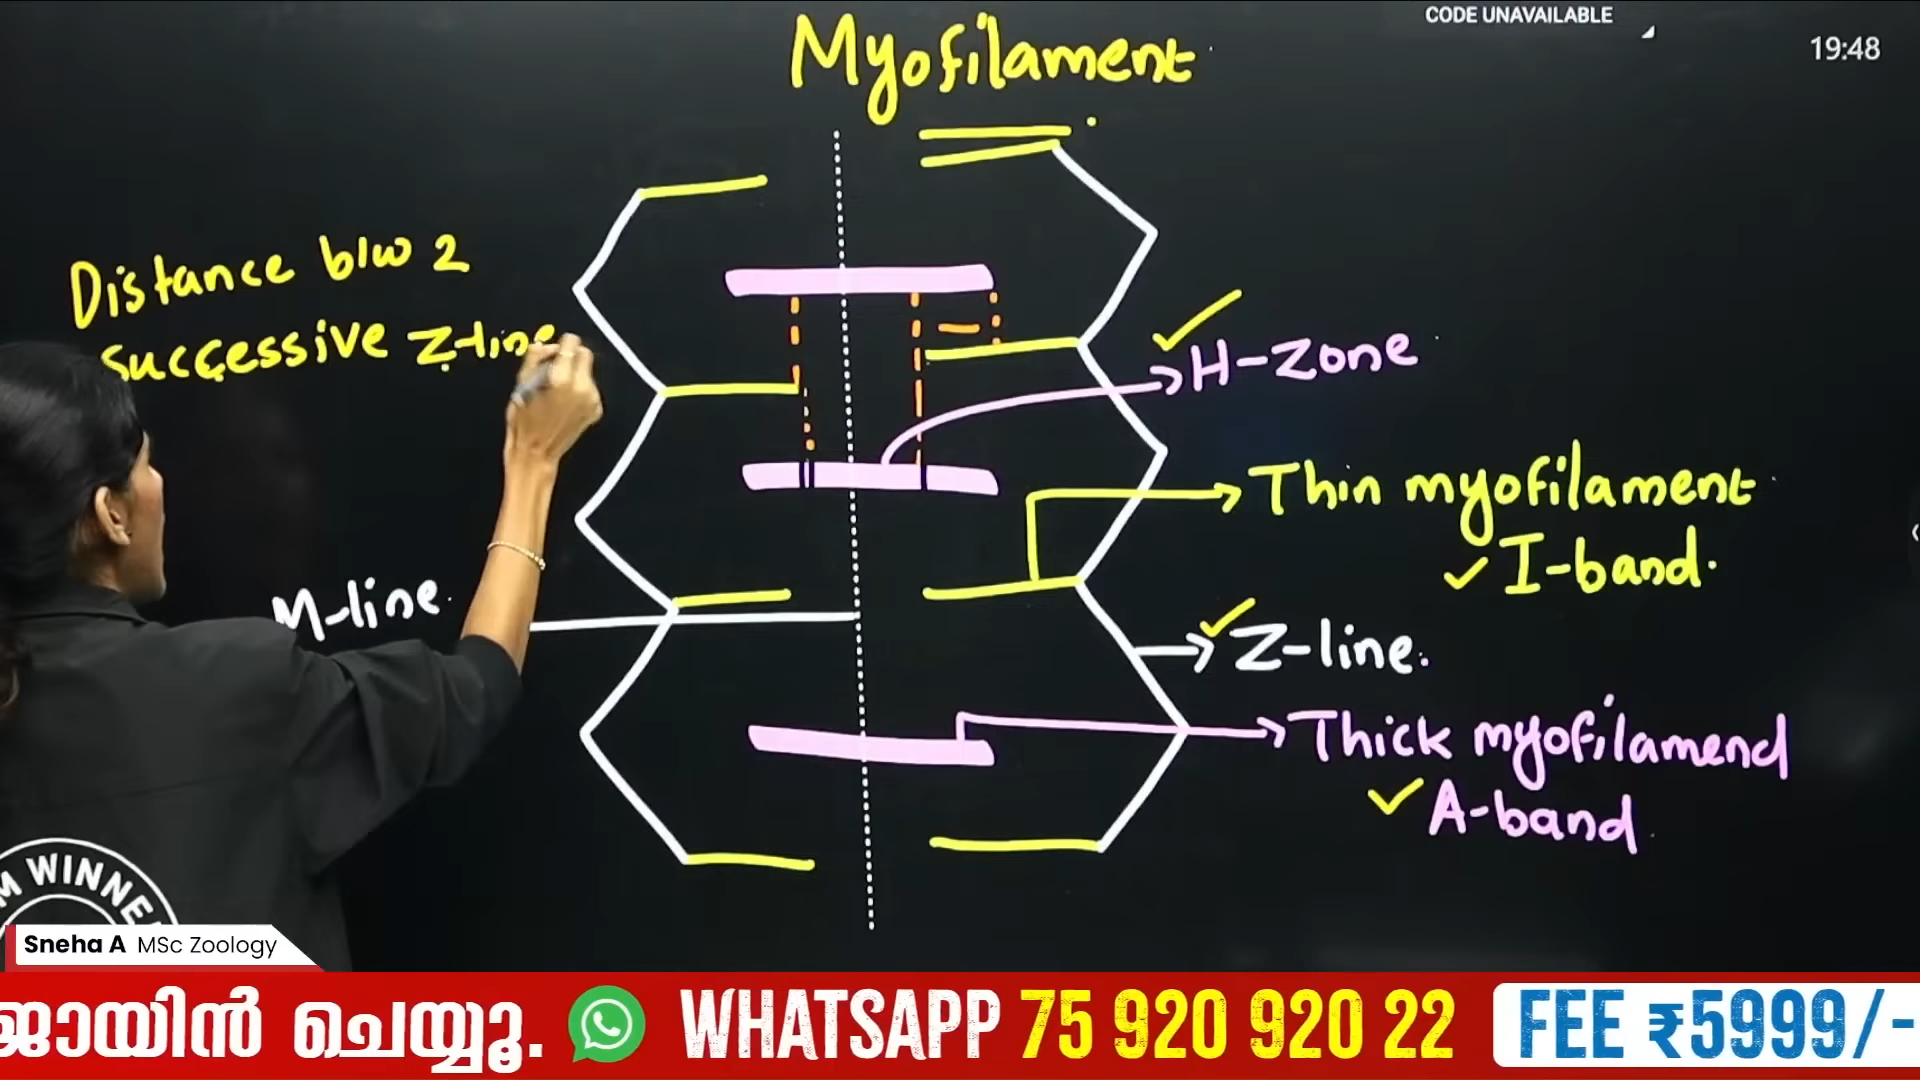 CODE UNAVAILABLE
19:48
Myofilament
Distance b/w 2
successive Z-line
H-Zone
Thin myofilament
I-band.
M-line
Z-line.
Thick myofilamend
A-band
M WINNE
Sneha A MSc Zoology
ജോയിൻ ചെയ്യൂ. WHATSAPP 75 920 920 22 FEE ₹5999/-